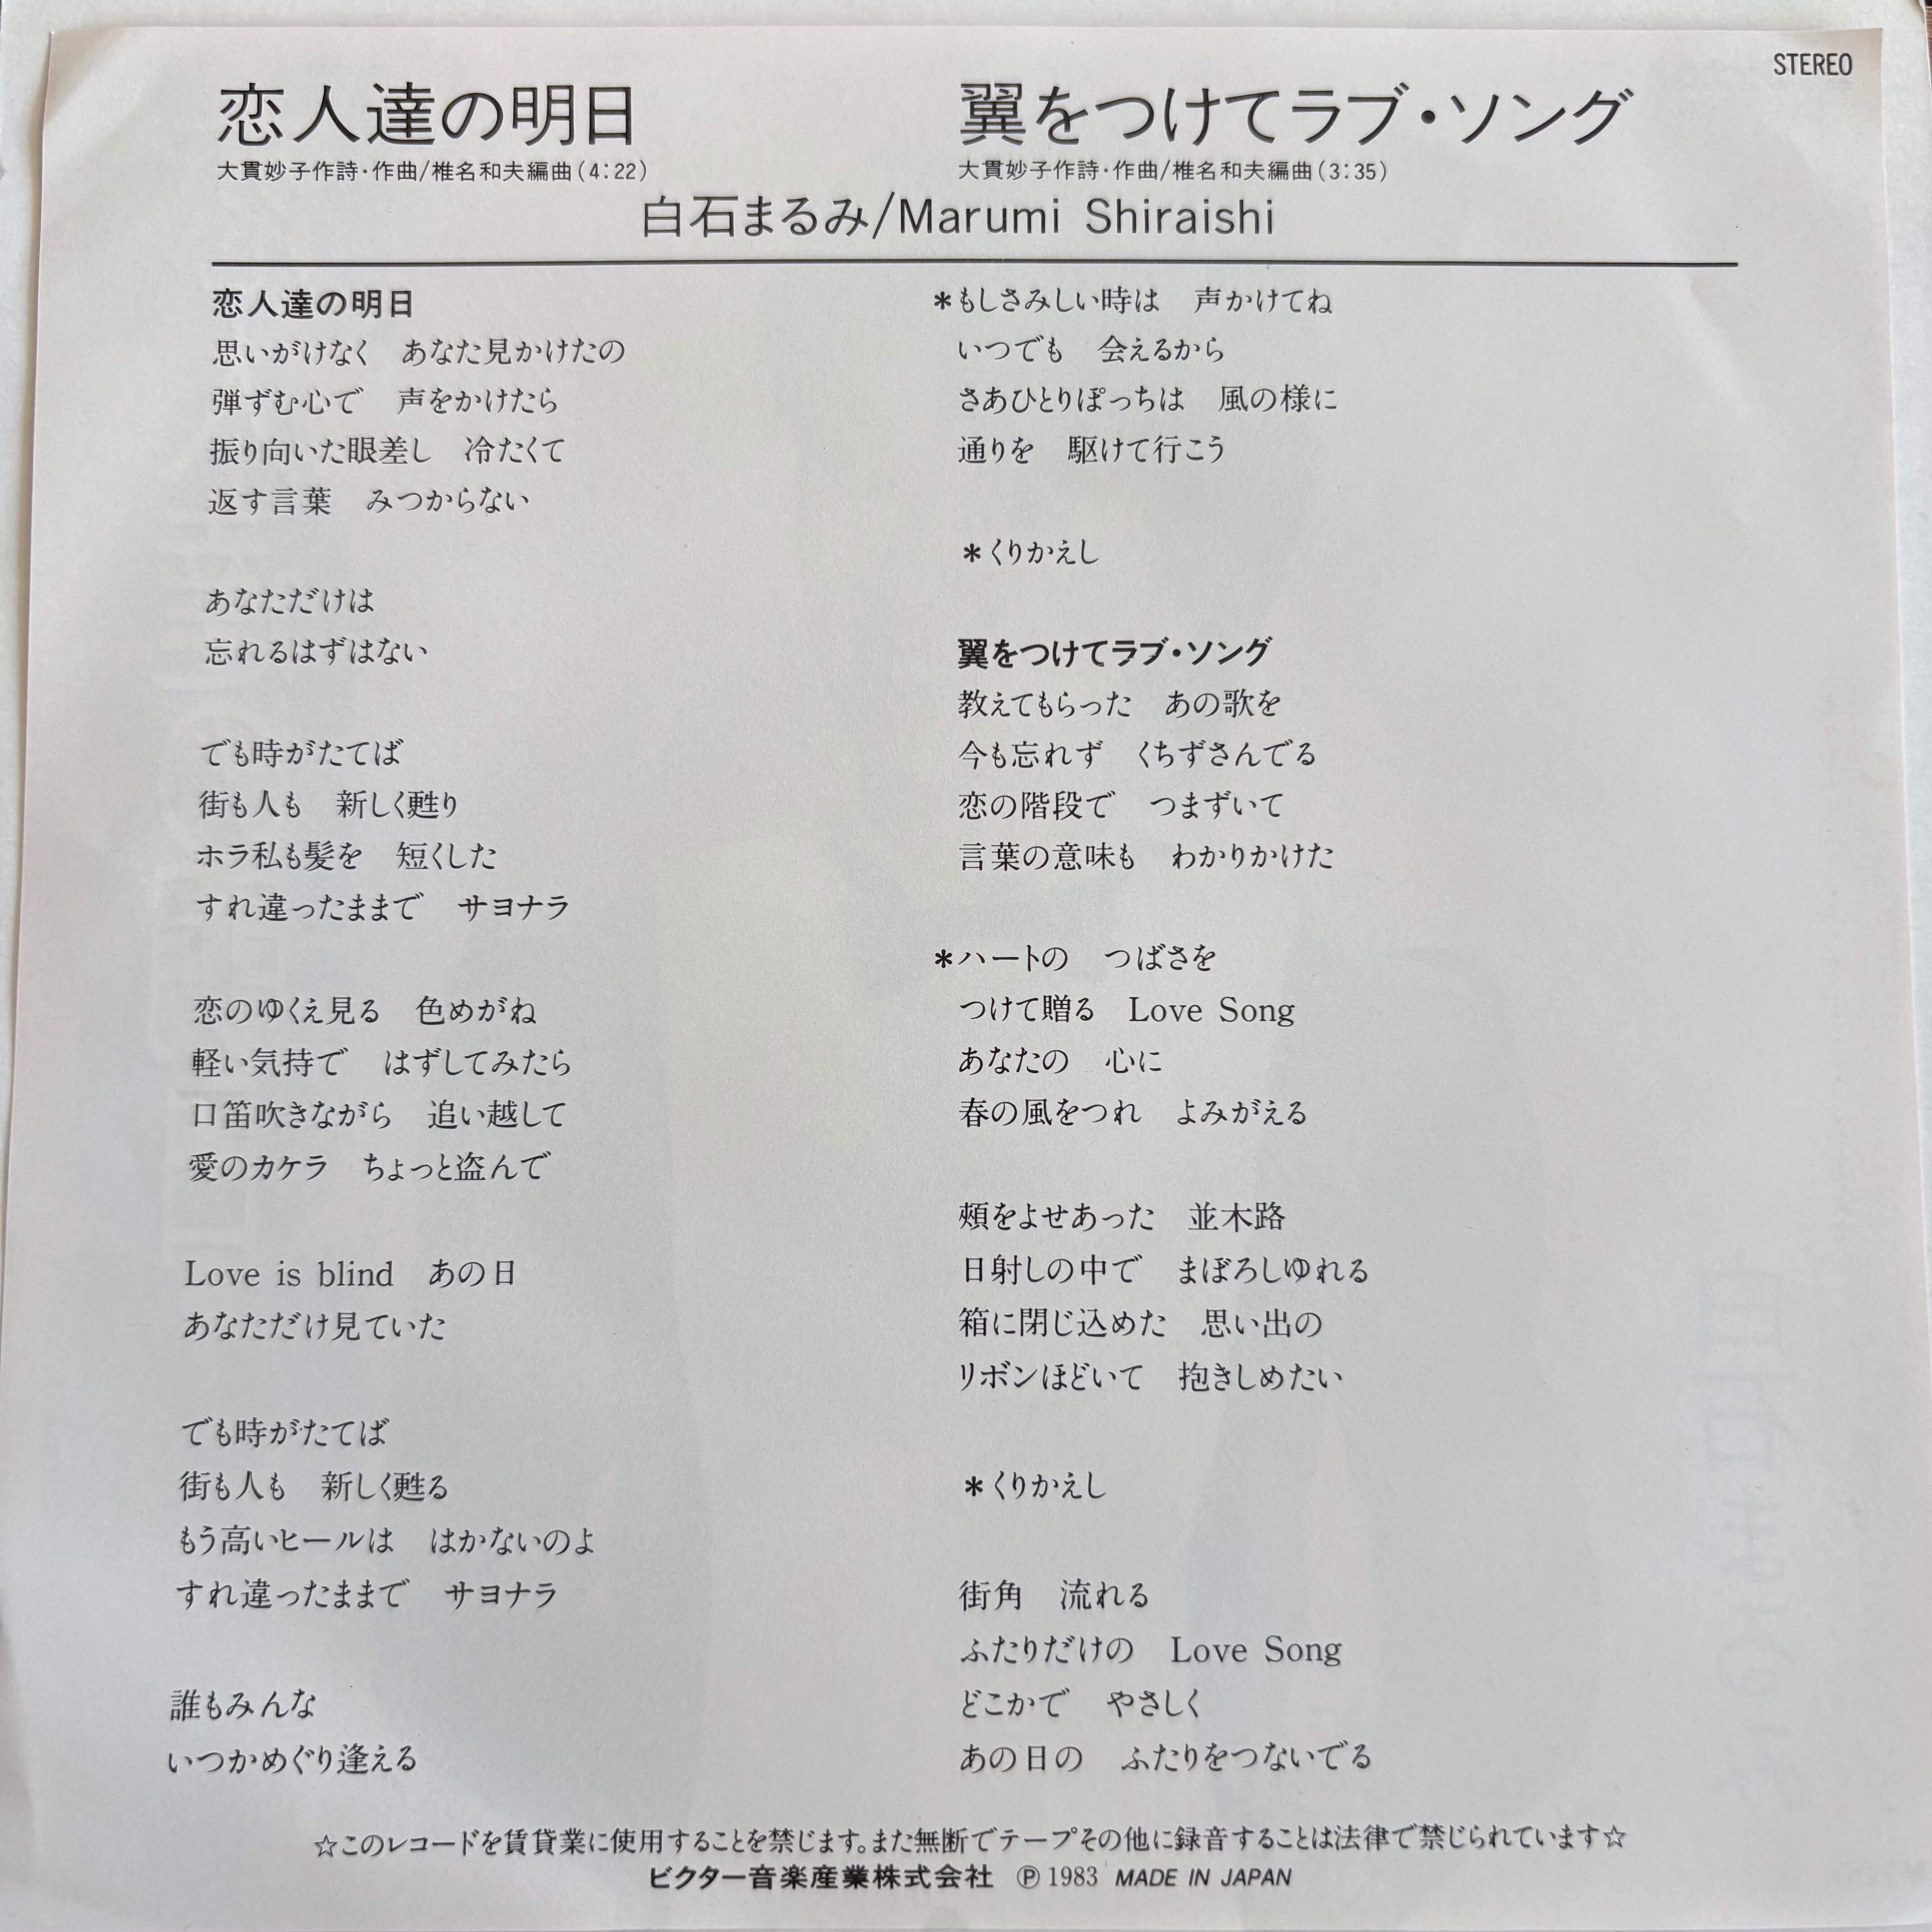 STEREO
恋人達の明日
大貫妙子作詩・作曲/椎名和夫編曲(4:22)
翼をつけてラブ・ソング
大貫妙子作詩・作曲/椎名和夫編曲(3:35)
白石まるみ/Marumi Shiraishi
恋人達の明日
思いがけなく　あなた見かけたの
弾ずむ心で　声をかけたら
振り向いた眼差し　冷たくて
返す言葉　みつからない
あなただけは
忘れるはずはない
でも時がたてば
街も人も　新しく甦り
ホラ私も髪を　短くした
すれ違ったままで　サヨナラ
恋のゆくえ見る　色めがね
軽い気持で　はずしてみたら
口笛吹きながら　追い越して
愛のカケラ　ちょっと盗んで
Love is blind　あの日
あなただけ見ていた
でも時がたてば
街も人も　新しく甦る
もう高いヒールは　はかないのよ
すれ違ったままで　サヨナラ
誰もみんな
いつかめぐり逢える
＊もしさみしい時は　声かけてね
いつでも　会えるから
さあひとりぽっちは　風の様に
通りを　駆けて行こう
＊くりかえし
翼をつけてラブ・ソング
教えてもらった　あの歌を
今も忘れず　くちずさんでる
恋の階段で　つまずいて
言葉の意味も　わかりかけた
＊ハートの　つばさを
つけて贈る　Love Song
あなたの　心に
春の風をつれ　よみがえる
頬をよせあった　並木路
日射しの中で　まぼろしゆれる
箱に閉じ込めた　思い出の
リボンほどいて　抱きしめたい
＊くりかえし
街角　流れる
ふたりだけの　Love Song
どこかで　やさしく
あの日の　ふたりをつないでる
☆このレコードを賃貸業に使用することを禁じます。また無断でテープその他に録音することは法律で禁じられています☆
ビクター音楽産業株式会社　Ⓟ1983 MADE IN JAPAN